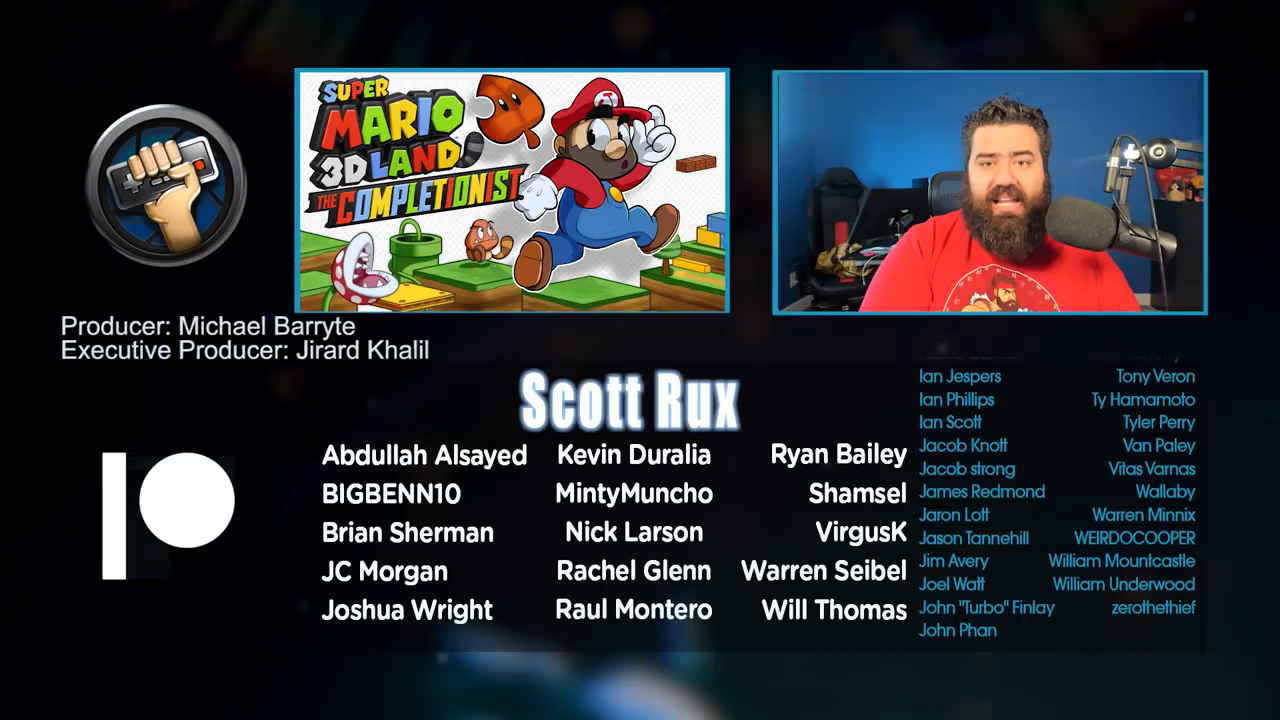 SUPER
MARIO
3D LAND
THE COMPLETIONIST
Producer: Michael Barryte
Executive Producer: Jirard Khalil
Scott Rux
Abdullah Alsayed
BIGBENN10
Brian Sherman
JC Morgan
Joshua Wright
Kevin Duralia
MintyMuncho
Nick Larson
Rachel Glenn
Raul Montero
Ryan Bailey
Shamsel
VirgusK
Warren Seibel
Will Thomas
Ian Jespers
Ian Phillips
Ian Scott
Jacob Knott
Jacob strong
James Redmond
Jaron Lott
Jason Tannehill
Jim Avery
Joel Watt
John "Turbo" Finlay
John Phan
Tony Veron
Ty Hamamoto
Tyler Perry
Van Paley
Vitas Varnas
Wallaby
Warren Minnix
WEIRDOCOOPER
William Mountcastle
William Underwood
zerothethief